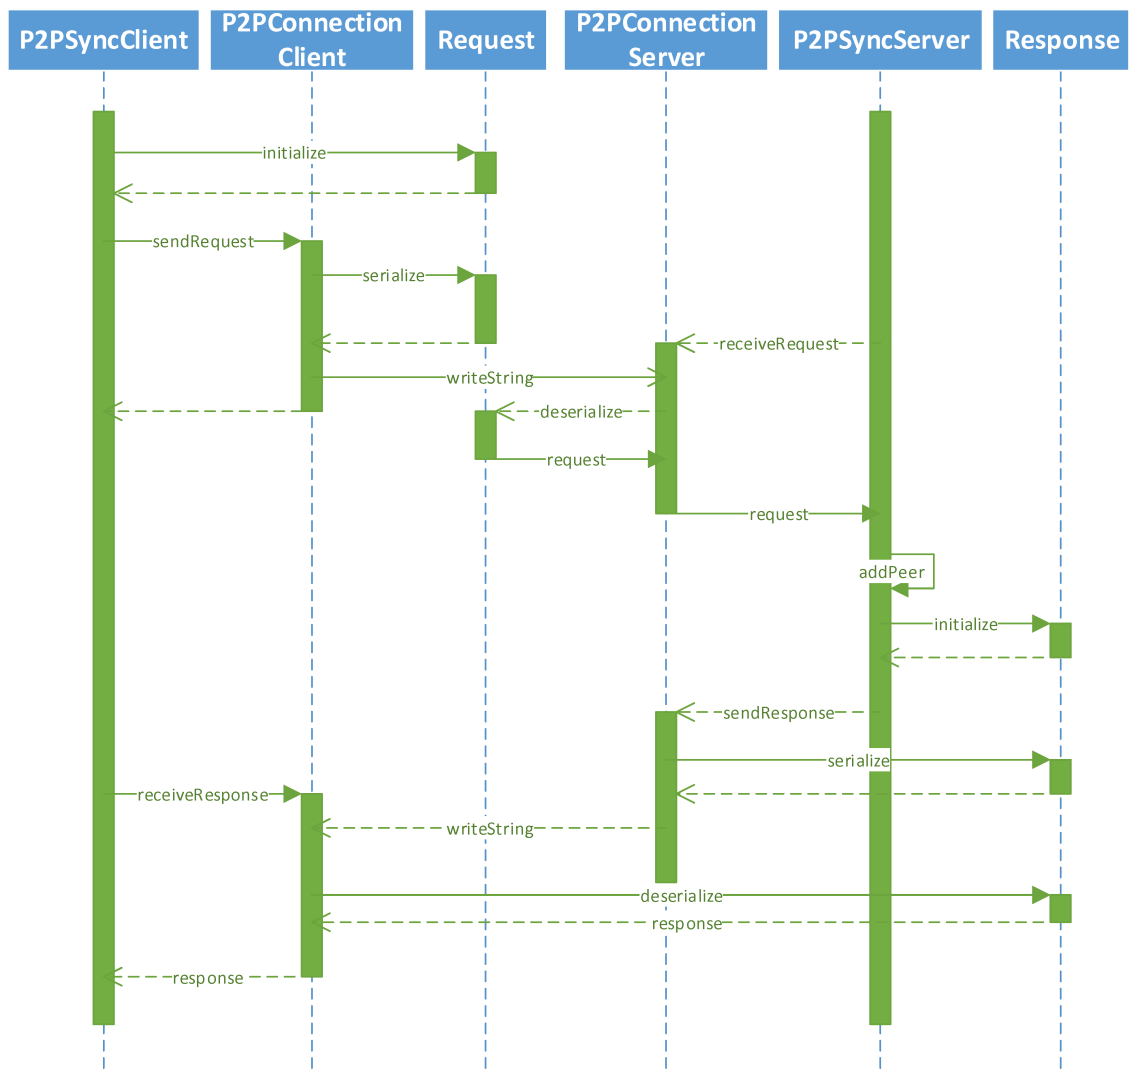 P2PSyncClient
P2PConnection
Client
Request
P2PConnection
Server
P2PSyncServer
Response
initialize
sendRequest
serialize
receiveRequest
writeString
deserialize
request
request
addPeer
initialize
sendResponse
serialize
receiveResponse
writeString
deserialize
response
response